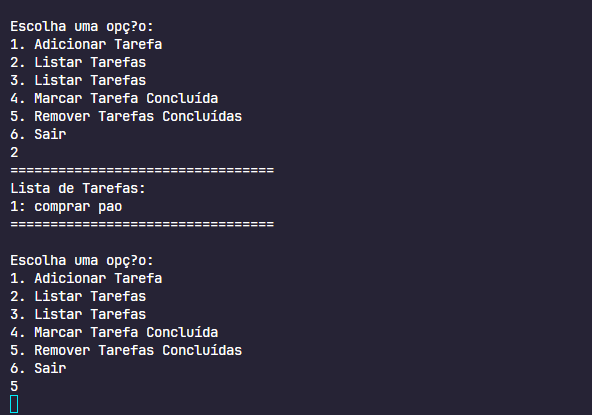 Escolha uma opç?o:
1. Adicionar Tarefa
2. Listar Tarefas
3. Listar Tarefas
4. Marcar Tarefa Concluída
5. Remover Tarefas Concluídas
6. Sair
2
=================================
Lista de Tarefas:
1: comprar pao
=================================
Escolha uma opç?o:
1. Adicionar Tarefa
2. Listar Tarefas
3. Listar Tarefas
4. Marcar Tarefa Concluída
5. Remover Tarefas Concluídas
6. Sair
5